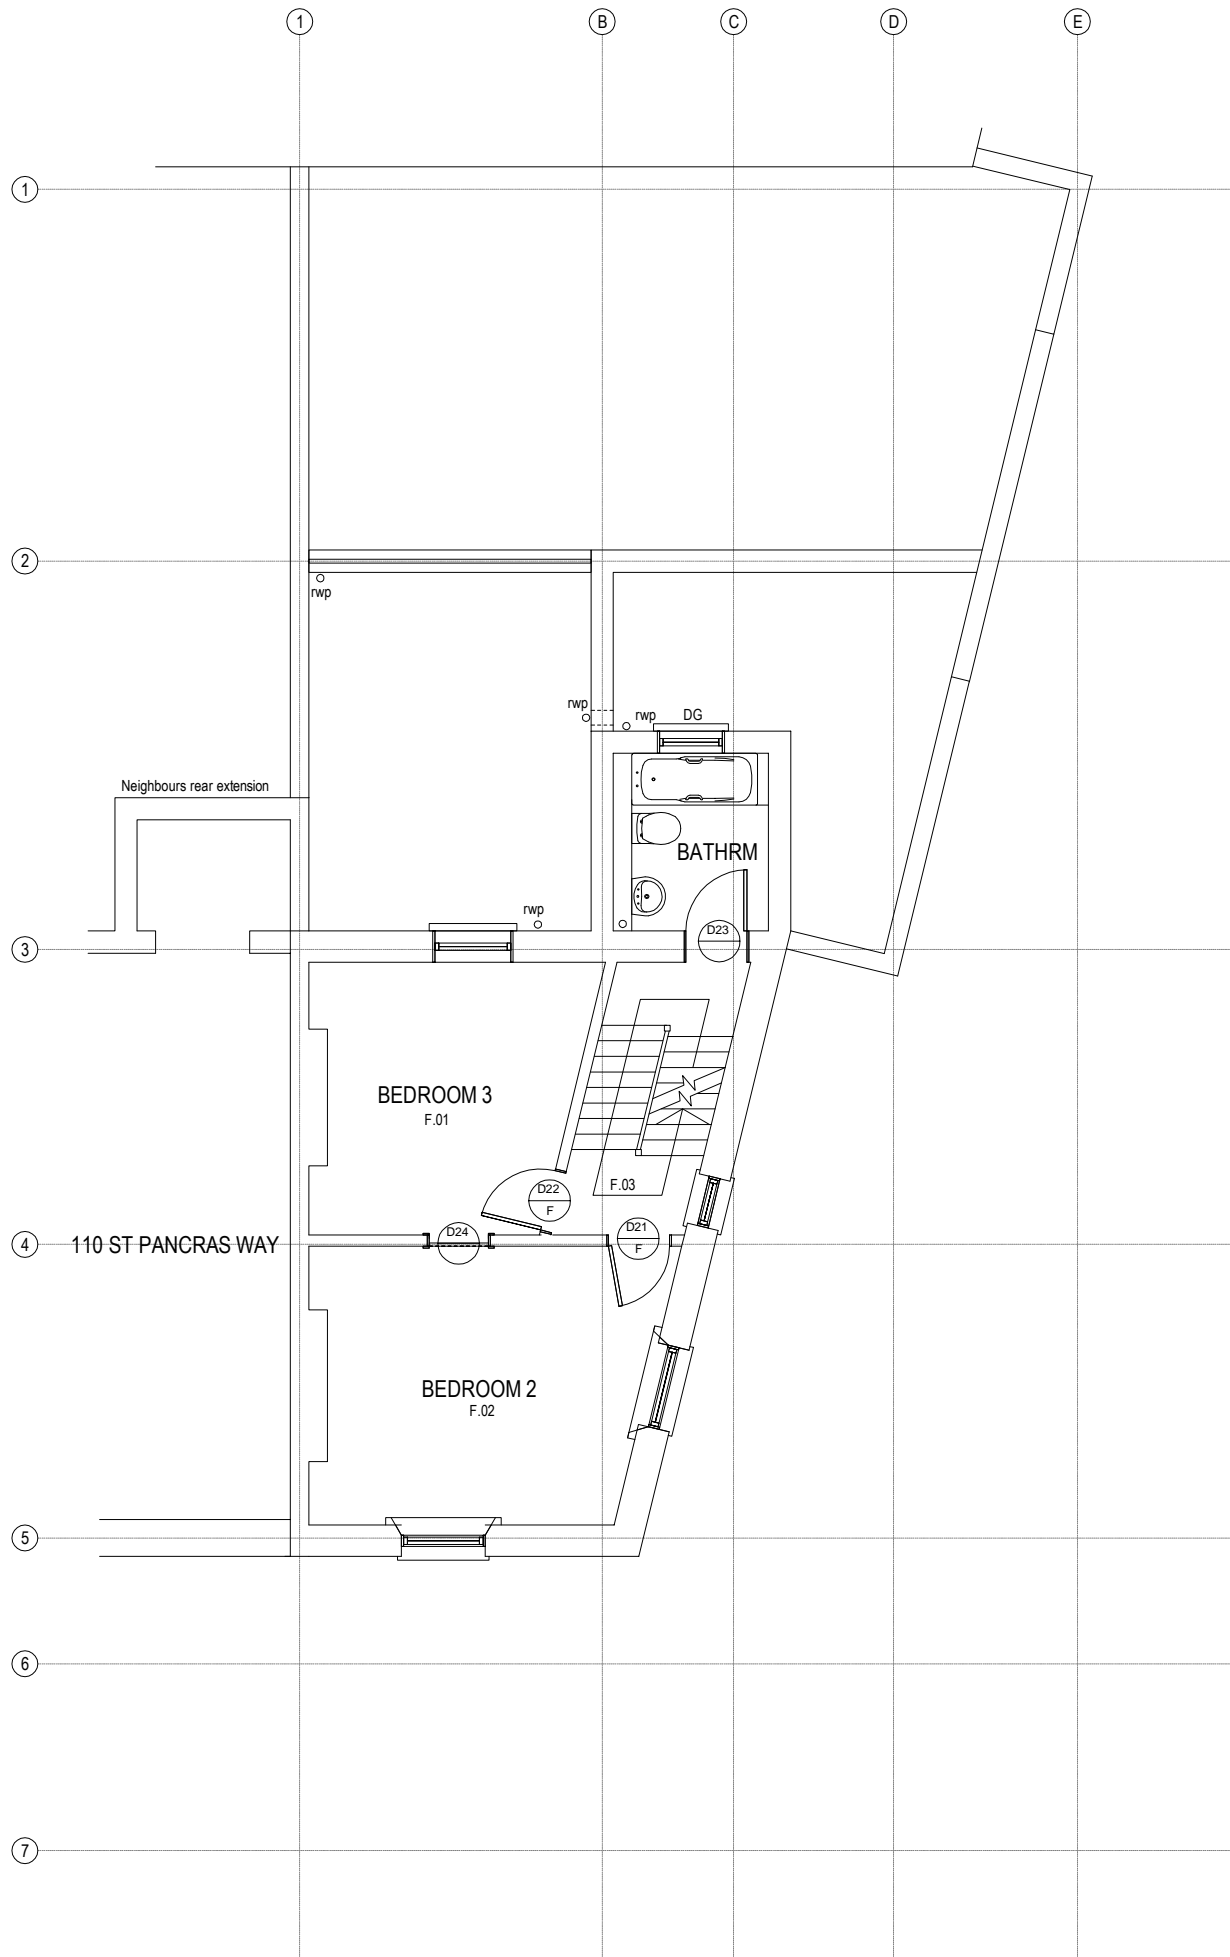 1
B
C
D
E
1
2
rwp
rwp
rwp
DG
Neighbours rear extension
BATHRM
rwp
D23
3
BEDROOM 3
F.01
D22
F
F.03
D24
D21
F
4
110 ST PANCRAS WAY
BEDROOM 2
F.02
5
6
7